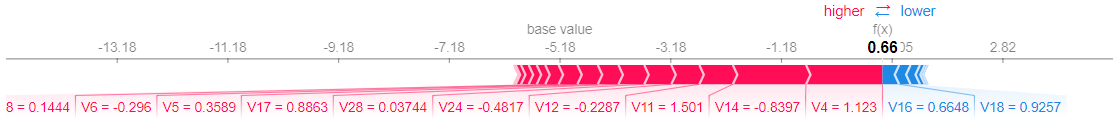 higher ⇄ lower
base value f(x)
-13.18 -11.18 -9.18 -7.18 -5.18 -3.18 -1.18 0.66 2.82
8 = 0.1444 V6 = -0.296 V5 = 0.3589 V17 = 0.8863 V28 = 0.03744 V24 = -0.4817 V12 = -0.2287 V11 = 1.501 V14 = -0.8397 V4 = 1.123 V16 = 0.6648 V18 = 0.9257